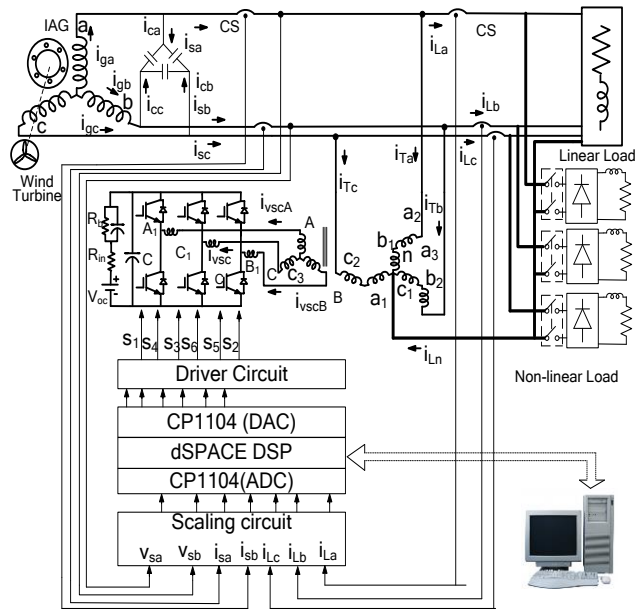 IAG
a
i_ga
i_gb
b
c
i_gc
Wind
Turbine
i_ca
i_sa
i_cc
i_cb
i_sb
i_sc
CS
i_La
CS
i_Lb
i_Lc
Linear Load
i_Tc
i_Ta
i_Tb
R_in
V_oc
C
A1
C1
B1
i_vscA
i_vsc
i_vscB
A
C
c3
B
c2
a1
b1
n
a2
a3
c1
b2
i_Ln
Non-linear Load
s1 s4 s3 s6 s5 s2
Driver Circuit
CP1104 (DAC)
dSPACE DSP
CP1104(ADC)
Scaling circuit
v_sa v_sb i_sa i_sb i_Lc i_Lb i_La